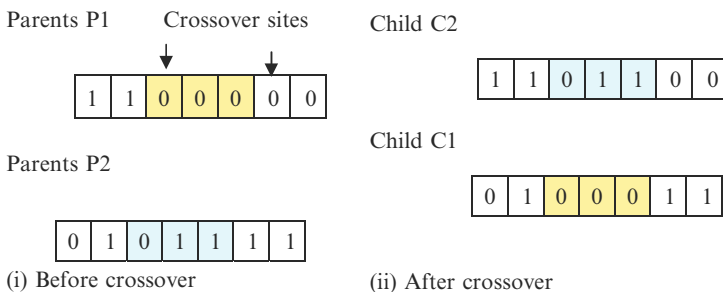 Parents P1 Crossover sites
1 1 0 0 0 0 0
Parents P2
0 1 0 1 1 1 1
(i) Before crossover
Child C2
1 1 0 1 1 0 0
Child C1
0 1 0 0 0 1 1
(ii) After crossover